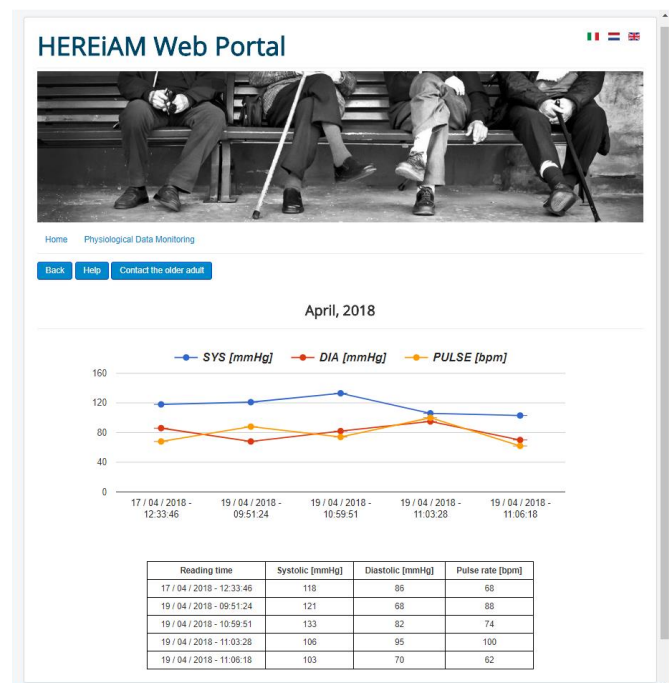 HEREiAM Web Portal
Home Physiological Data Monitoring
Back Help Contact the older adult
April, 2018
SYS [mmHg] DIA [mmHg] PULSE [bpm]
160
120
80
40
0
17 / 04 / 2018 - 19 / 04 / 2018 - 19 / 04 / 2018 - 19 / 04 / 2018 - 19 / 04 / 2018 -
12:33:46 09:51:24 10:59:51 11:03:28 11:06:18
Reading time Systolic [mmHg] Diastolic [mmHg] Pulse rate [bpm]
17 / 04 / 2018 - 12:33:46 118 86 68
19 / 04 / 2018 - 09:51:24 121 68 88
19 / 04 / 2018 - 10:59:51 133 82 74
19 / 04 / 2018 - 11:03:28 106 95 100
19 / 04 / 2018 - 11:06:18 103 70 62